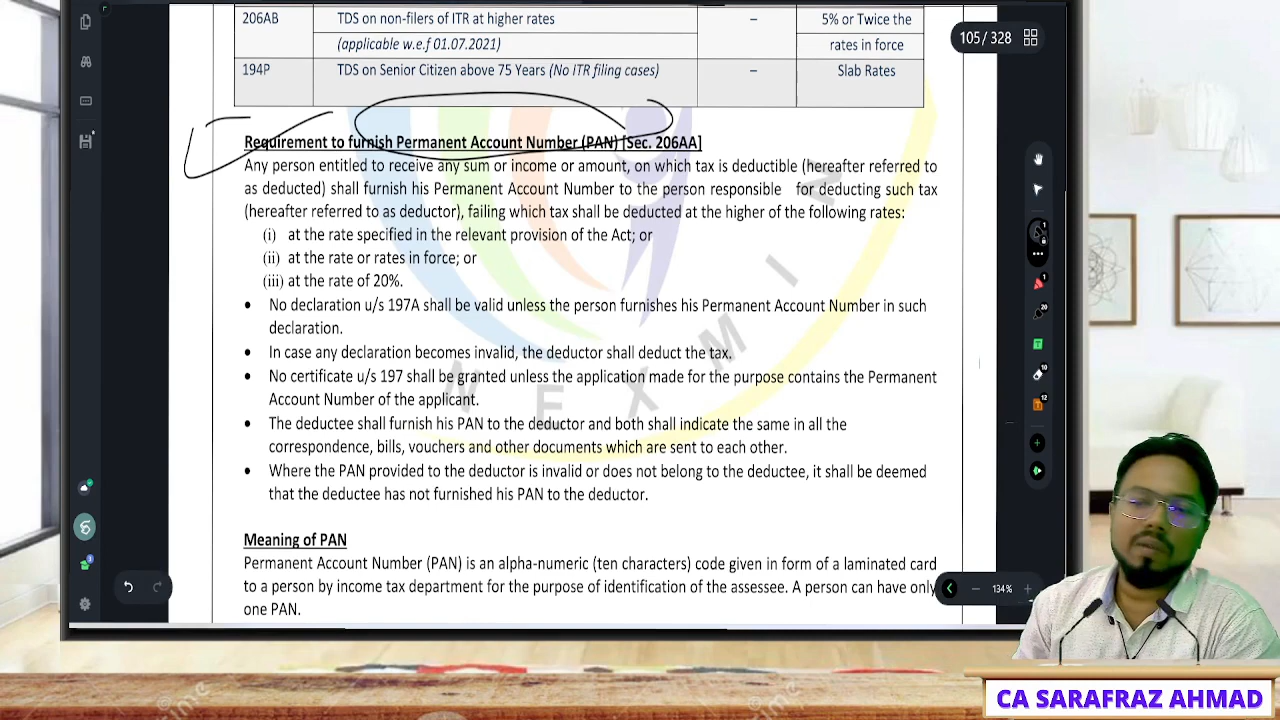 206AB TDS on non-filers of ITR at higher rates – 5% or Twice the
(applicable w.e.f 01.07.2021) rates in force
105 / 328
194P TDS on Senior Citizen above 75 Years (No ITR filing cases) – Slab Rates
Requirement to furnish Permanent Account Number (PAN) [Sec. 206AA]
Any person entitled to receive any sum or income or amount, on which tax is deductible (hereafter referred to
as deducted) shall furnish his Permanent Account Number to the person responsible for deducting such tax
(hereafter referred to as deductor), failing which tax shall be deducted at the higher of the following rates:
(i) at the rate specified in the relevant provision of the Act; or
(ii) at the rate or rates in force; or
(iii) at the rate of 20%.
• No declaration u/s 197A shall be valid unless the person furnishes his Permanent Account Number in such
declaration.
• In case any declaration becomes invalid, the deductor shall deduct the tax.
• No certificate u/s 197 shall be granted unless the application made for the purpose contains the Permanent
Account Number of the applicant.
• The deductee shall furnish his PAN to the deductor and both shall indicate the same in all the
correspondence, bills, vouchers and other documents which are sent to each other.
• Where the PAN provided to the deductor is invalid or does not belong to the deductee, it shall be deemed
that the deductee has not furnished his PAN to the deductor.
Meaning of PAN
Permanent Account Number (PAN) is an alpha-numeric (ten characters) code given in form of a laminated card
to a person by income tax department for the purpose of identification of the assessee. A person can have only
one PAN.
NEXMIN
134%
CA SARAFRAZ AHMAD